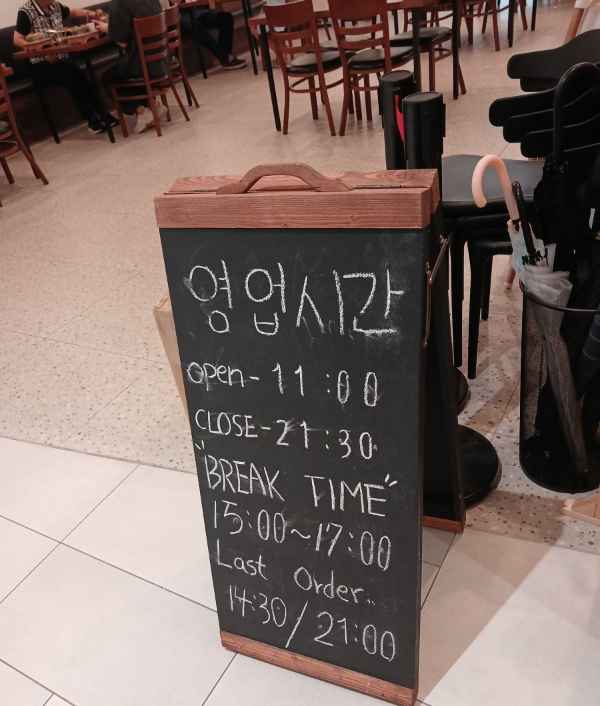 영업시간
open- 11:00
CLOSE-21:30
"BREAK TIME"
15:00~17:00
Last Order..
14:30/21:00